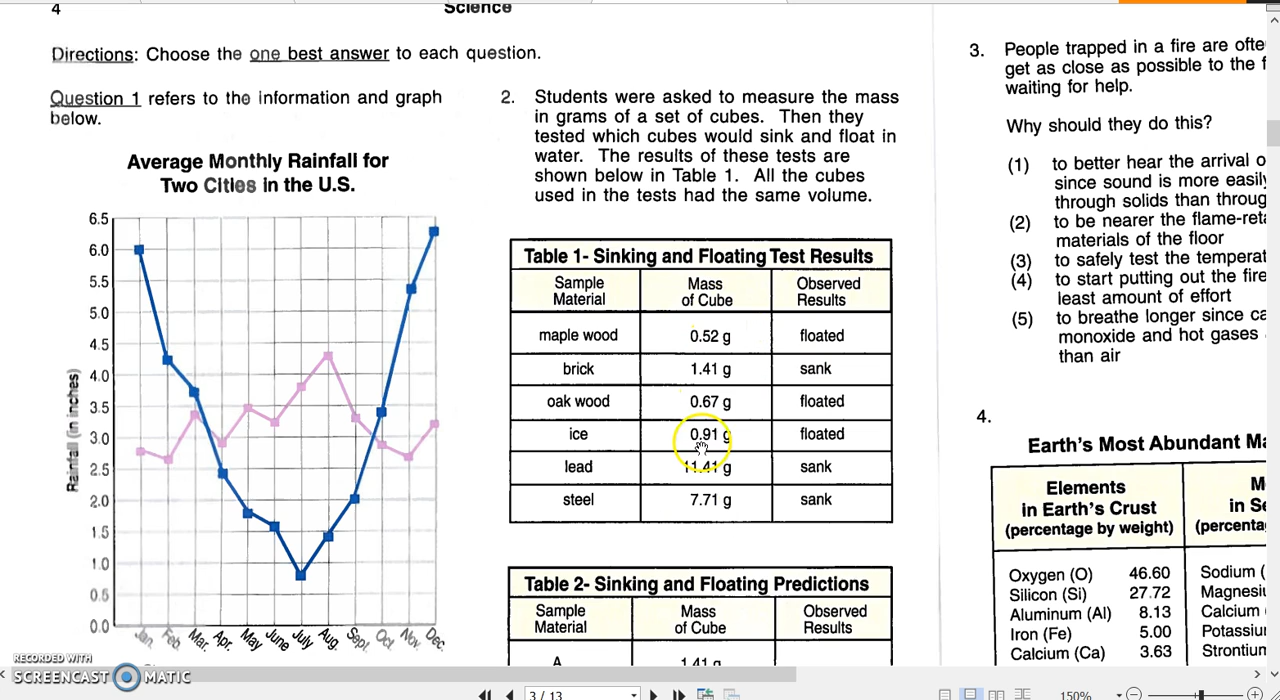 4
Science
Directions: Choose the one best answer to each question.
Question 1 refers to the information and graph
below.
Average Monthly Rainfall for
Two Cities in the U.S.
Rainfall (in inches)
6.5
6.0
5.5
5.0
4.5
4.0
3.5
3.0
2.5
2.0
1.5
1.0
0.5
0.0
Jan. Feb. Mar. Apr. May June July Aug. Sept. Oct. Nov. Dec.
2. Students were asked to measure the mass
in grams of a set of cubes. Then they
tested which cubes would sink and float in
water. The results of these tests are
shown below in Table 1. All the cubes
used in the tests had the same volume.
Table 1- Sinking and Floating Test Results
Sample Material Mass of Cube Observed Results
maple wood 0.52 g floated
brick 1.41 g sank
oak wood 0.67 g floated
ice 0.91 g floated
lead 11.41 g sank
steel 7.71 g sank
Table 2- Sinking and Floating Predictions
Sample Material Mass of Cube Observed Results
A 1.41 g
3. People trapped in a fire are ofte
get as close as possible to the f
waiting for help.
Why should they do this?
(1) to better hear the arrival o
since sound is more easily
through solids than throug
(2) to be nearer the flame-reta
materials of the floor
(3) to safely test the temperat
(4) to start putting out the fire
least amount of effort
(5) to breathe longer since ca
monoxide and hot gases
than air
4.
Earth's Most Abundant Ma
Elements
in Earth's Crust
(percentage by weight)
M
in Se
(percenta
Oxygen (O) 46.60 Sodium (
Silicon (Si) 27.72 Magnesiu
Aluminum (Al) 8.13 Calcium
Iron (Fe) 5.00 Potassiu
Calcium (Ca) 3.63 Strontium
RECORDED WITH
SCREENCAST MATIC
3 / 13
150%